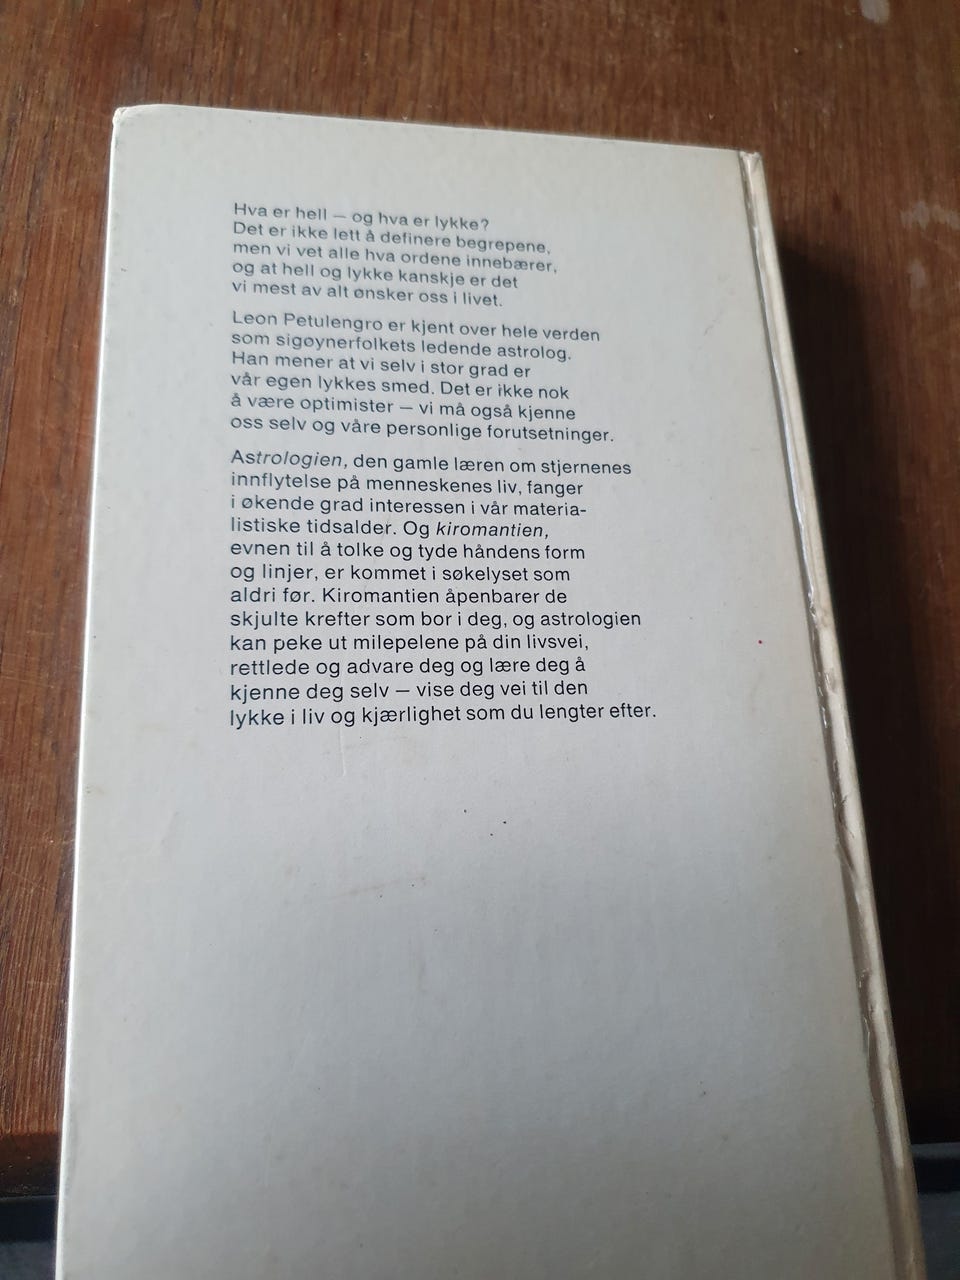 Hva er hell – og hva er lykke?
Det er ikke lett å definere begrepene,
men vi vet alle hva ordene innebærer,
og at hell og lykke kanskje er det
vi mest av alt ønsker oss i livet.
Leon Petulengro er kjent over hele verden
som sigøynerfolkets ledende astrolog.
Han mener at vi selv i stor grad er
vår egen lykkes smed. Det er ikke nok
å være optimister – vi må også kjenne
oss selv og våre personlige forutsetninger.
Astrologien, den gamle læren om stjernenes
innflytelse på menneskenes liv, fanger
i økende grad interessen i vår materia-
listiske tidsalder. Og kiromantien,
evnen til å tolke og tyde håndens form
og linjer, er kommet i søkelyset som
aldri før. Kiromantien åpenbarer de
skjulte krefter som bor i deg, og astrologien
kan peke ut milepelene på din livsvei,
rettlede og advare deg og lære deg å
kjenne deg selv – vise deg vei til den
lykke i liv og kjærlighet som du lengter efter.